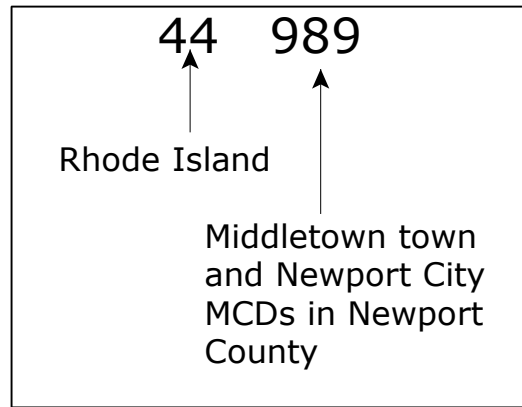 44 989
Rhode Island
Middletown town
and Newport City
MCDs in Newport
County